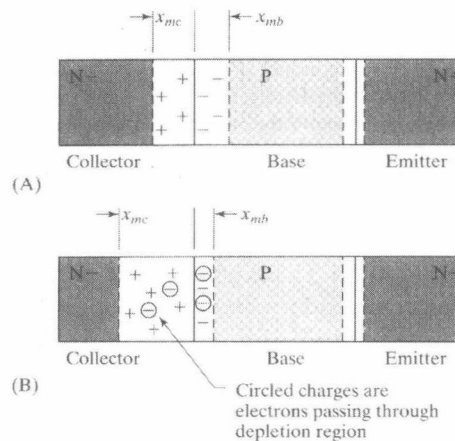 x_mc x_mb
N− P N−
+ − −
+ −
+ −
+ −
Collector Base Emitter
(A)
x_mc x_mb
N− P N−
+ + −
+ − −
+ −
+ − + −
Collector Base Emitter
(B)
Circled charges are
electrons passing through
depletion region